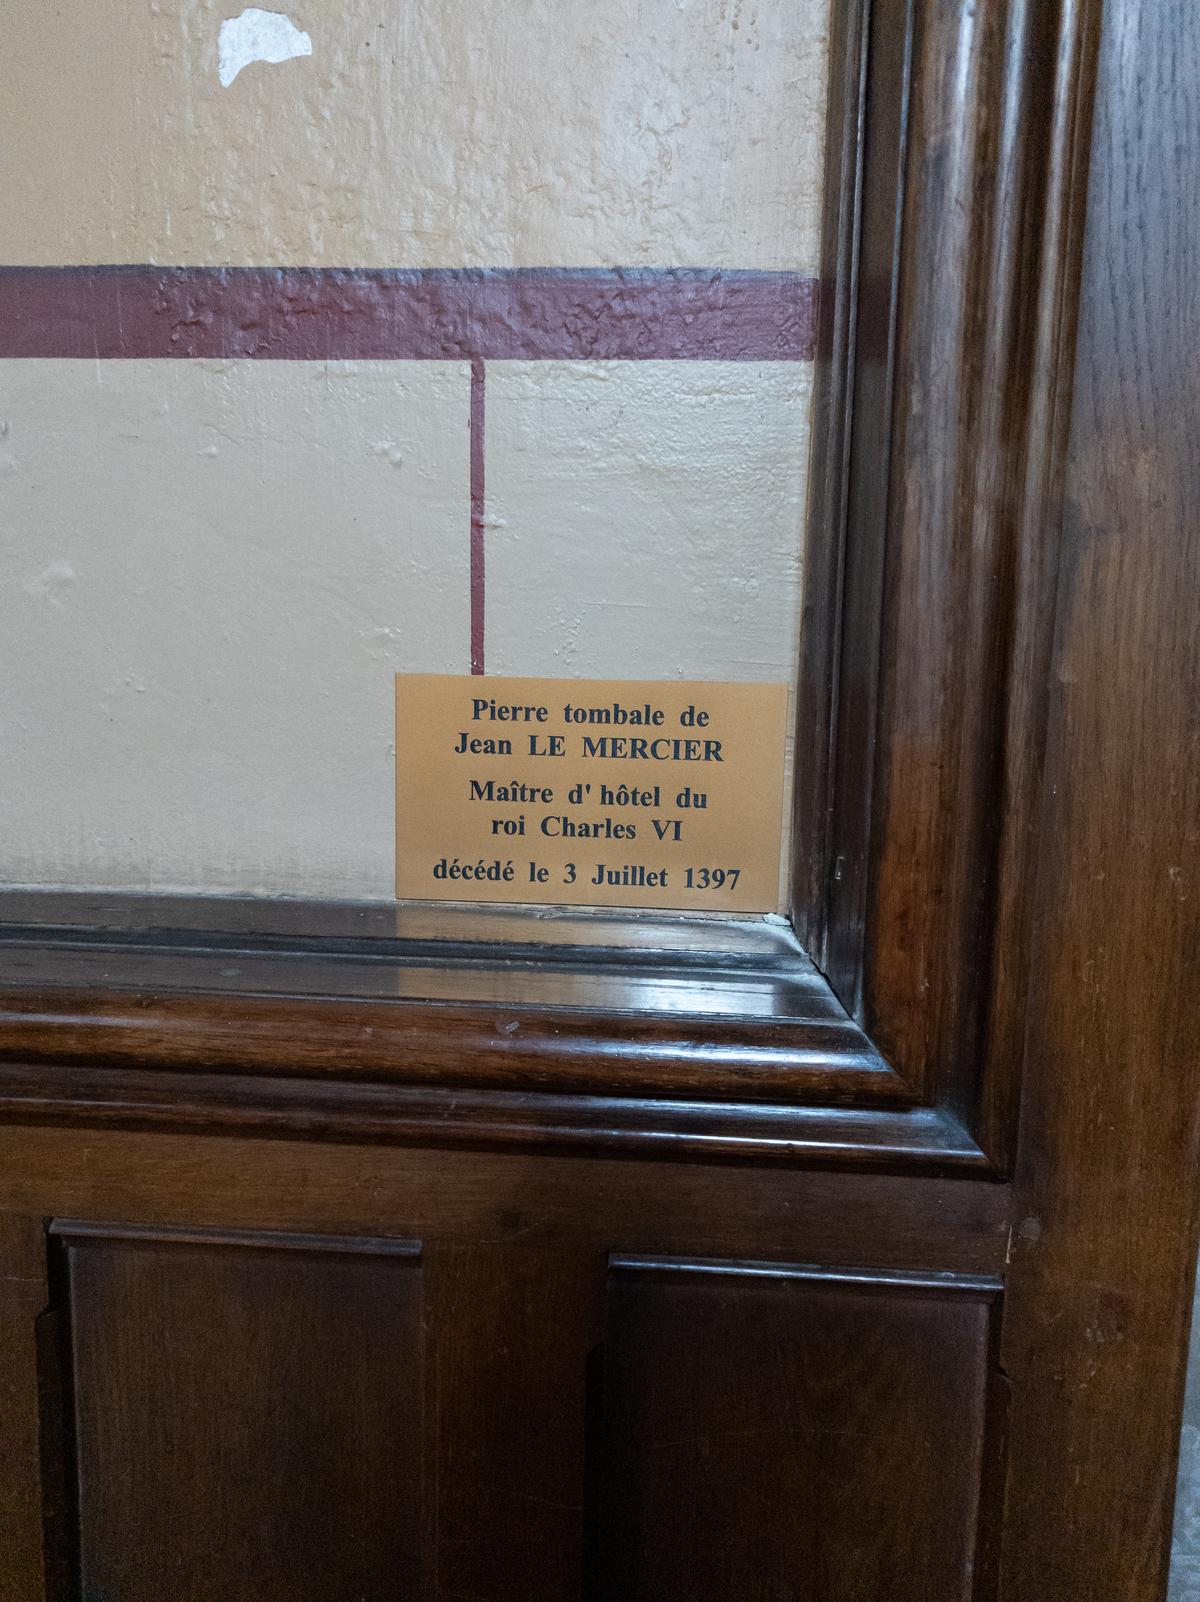 Pierre tombale de
Jean LE MERCIER
Maître d' hôtel du
roi Charles VI
décédé le 3 Juillet 1397